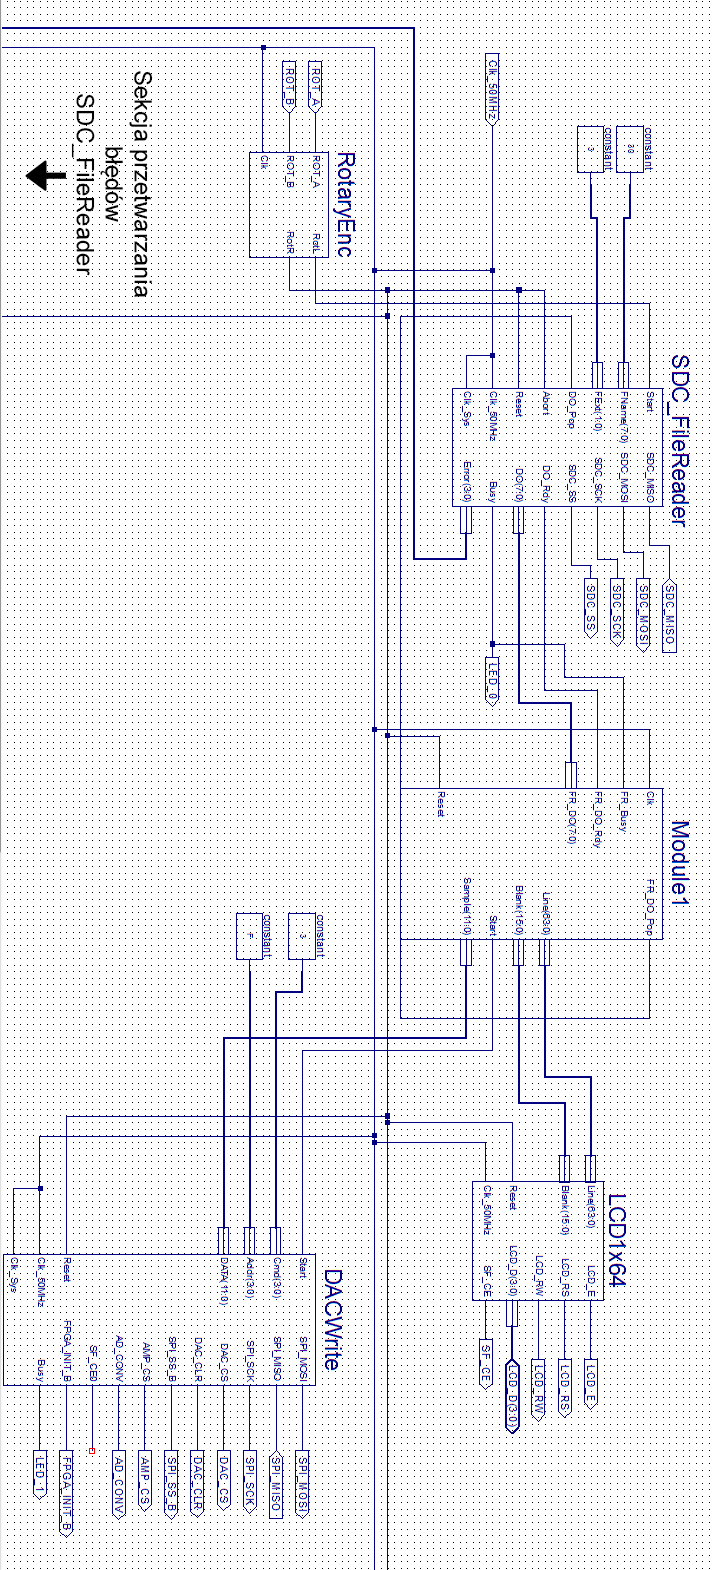 Sekcja przetwarzania
błędów
SDC_FileReader
RotaryEnc
ROT_A
ROT_B
ROT_A
ROT_B
Clk
RotL
RotR
Clk_50MHz
constant
30
constant
3
SDC_FileReader
Start
FName(7:0)
FExt(1:0)
DO_Pop
Abort
Reset
Clk_50MHz
Clk_Sys
SDC_MISO
SDC_MOSI
SDC_SCK
SDC_SS
DO_Rdy
DO(7:0)
Busy
Error(3:0)
SDC_MISO
SDC_MOSI
SDC_SCK
SDC_SS
LED_0
Module1
Clk
FR_Busy
FR_DO_Rdy
FR_DO(7:0)
Reset
FR_DO_Pop
Line(63:0)
Blank(15:0)
Start
Sample(11:0)
constant
3
constant
F
LCD1x64
Line(63:0)
Blank(15:0)
Reset
Clk_50MHz
LCD_E
LCD_RS
LCD_RW
LCD_D(3:0)
SF_CE
LCD_E
LCD_RS
LCD_RW
LCD_D(3:0)
SF_CE
DACWrite
Start
Cmd(3:0)
Addr(3:0)
DATA(11:0)
Reset
Clk_50MHz
Clk_Sys
SPI_MOSI
SPI_MISO
SPI_SCK
DAC_CS
DAC_CLR
SPI_SS_B
AMP_CS
AD_CONV
SF_CE0
FPGA_INIT_B
Busy
SPI_MOSI
SPI_MISO
SPI_SCK
DAC_CS
DAC_CLR
SPI_SS_B
AMP_CS
AD_CONV
FPGA_INIT_B
LED_1